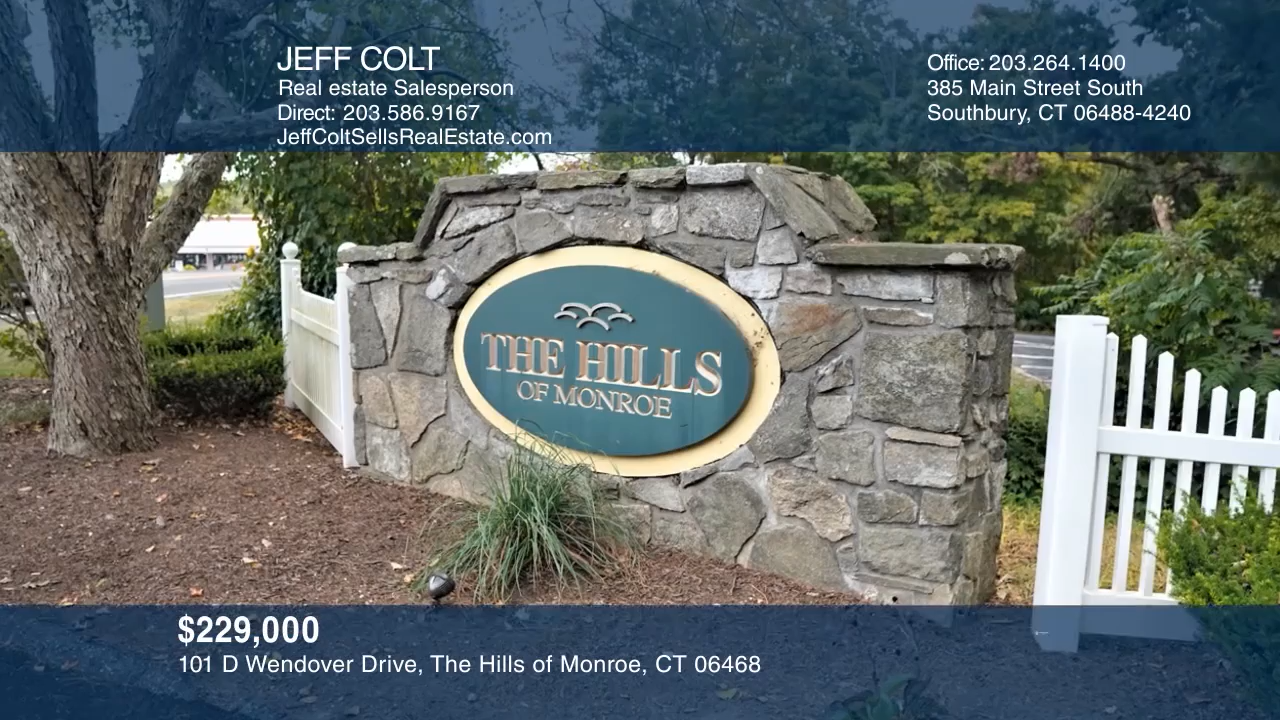 JEFF COLT
Real estate Salesperson
Direct: 203.586.9167
JeffColtSellsRealEstate.com
Office: 203.264.1400
385 Main Street South
Southbury, CT 06488-4240
THE HILLS
OF MONROE
$229,000
101 D Wendover Drive, The Hills of Monroe, CT 06468